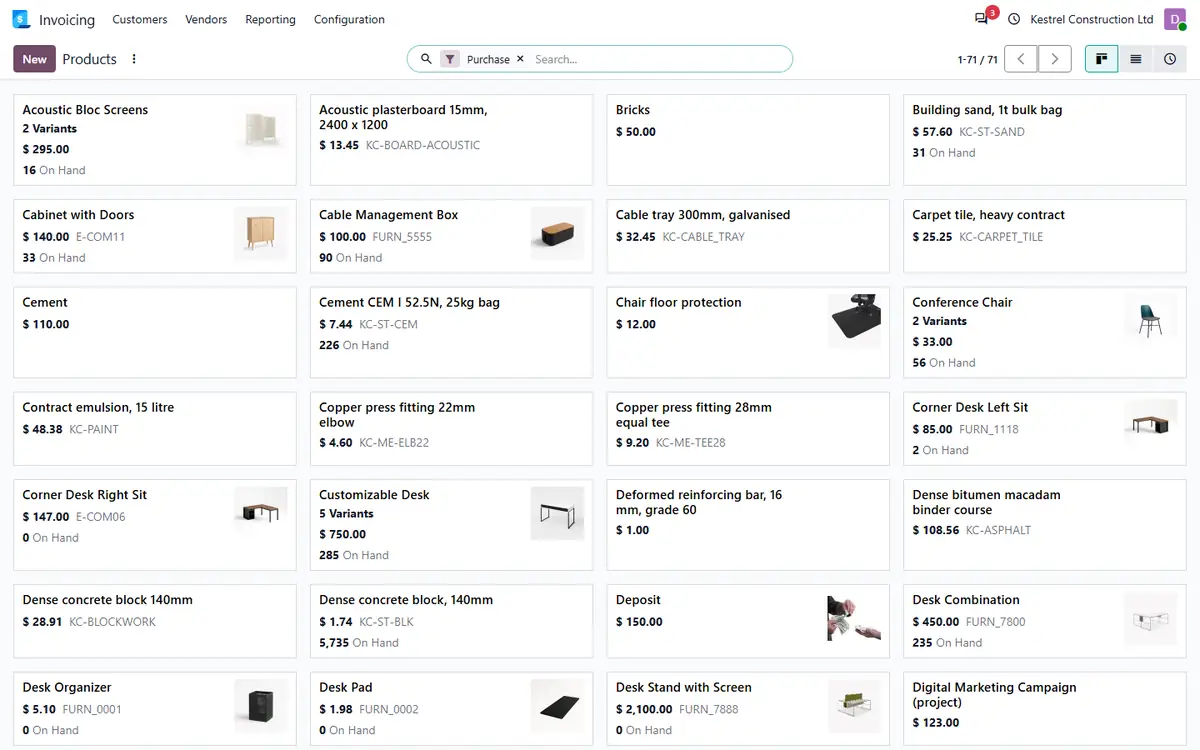 Invoicing Customers Vendors Reporting Configuration 3 Kestrel Construction Ltd D
New Products Purchase × Search... 1-71 / 71
Acoustic Bloc Screens
2 Variants
$ 295.00
16 On Hand
Acoustic plasterboard 15mm,
2400 x 1200
$ 13.45 KC-BOARD-ACOUSTIC
Bricks
$ 50.00
Building sand, 1t bulk bag
$ 57.60 KC-ST-SAND
31 On Hand
Cabinet with Doors
$ 140.00 E-COM11
33 On Hand
Cable Management Box
$ 100.00 FURN_5555
90 On Hand
Cable tray 300mm, galvanised
$ 32.45 KC-CABLE_TRAY
Carpet tile, heavy contract
$ 25.25 KC-CARPET_TILE
Cement
$ 110.00
Cement CEM I 52.5N, 25kg bag
$ 7.44 KC-ST-CEM
226 On Hand
Chair floor protection
$ 12.00
Conference Chair
2 Variants
$ 33.00
56 On Hand
Contract emulsion, 15 litre
$ 48.38 KC-PAINT
Copper press fitting 22mm
elbow
$ 4.60 KC-ME-ELB22
Copper press fitting 28mm
equal tee
$ 9.20 KC-ME-TEE28
Corner Desk Left Sit
$ 85.00 FURN_1118
2 On Hand
Corner Desk Right Sit
$ 147.00 E-COM06
0 On Hand
Customizable Desk
5 Variants
$ 750.00
285 On Hand
Deformed reinforcing bar, 16
mm, grade 60
$ 1.00
Dense bitumen macadam
binder course
$ 108.56 KC-ASPHALT
Dense concrete block 140mm
$ 28.91 KC-BLOCKWORK
Dense concrete block, 140mm
$ 1.74 KC-ST-BLK
5,735 On Hand
Deposit
$ 150.00
Desk Combination
$ 450.00 FURN_7800
235 On Hand
Desk Organizer
$ 5.10 FURN_0001
0 On Hand
Desk Pad
$ 1.98 FURN_0002
0 On Hand
Desk Stand with Screen
$ 2,100.00 FURN_7888
0 On Hand
Digital Marketing Campaign
(project)
$ 123.00